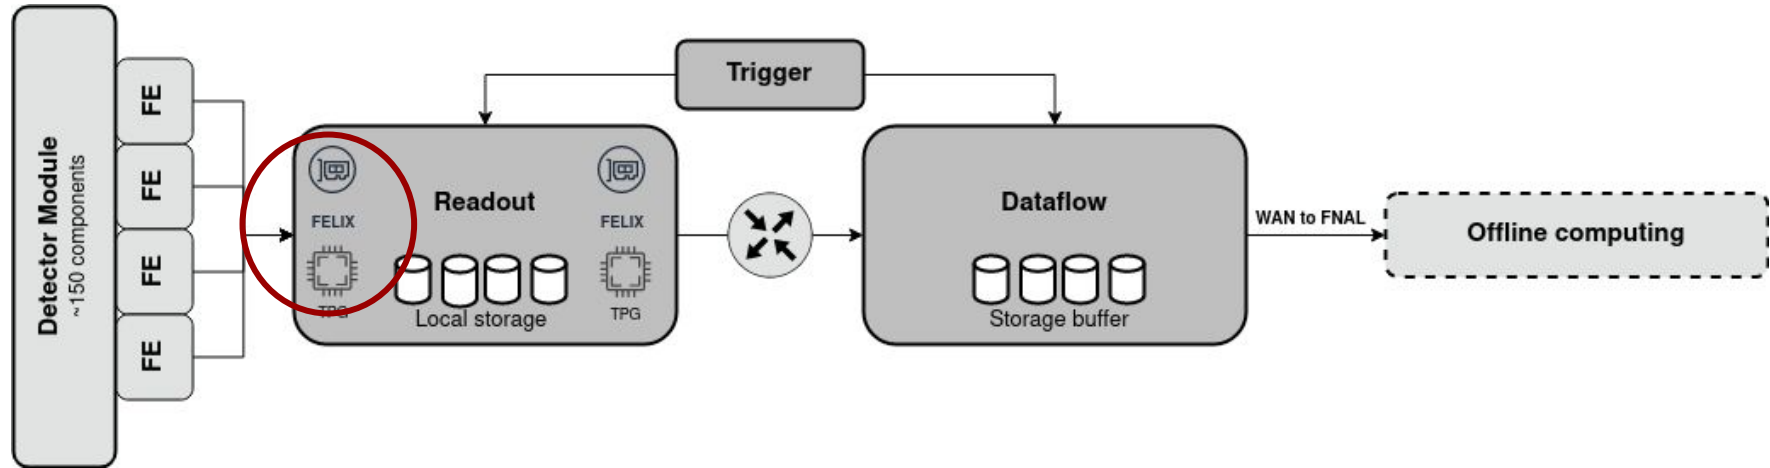 Detector Module
~150 components
FE
FE
FE
FE
Trigger
FELIX
TPG
Readout
Local storage
FELIX
TPG
Dataflow
Storage buffer
WAN to FNAL
Offline computing